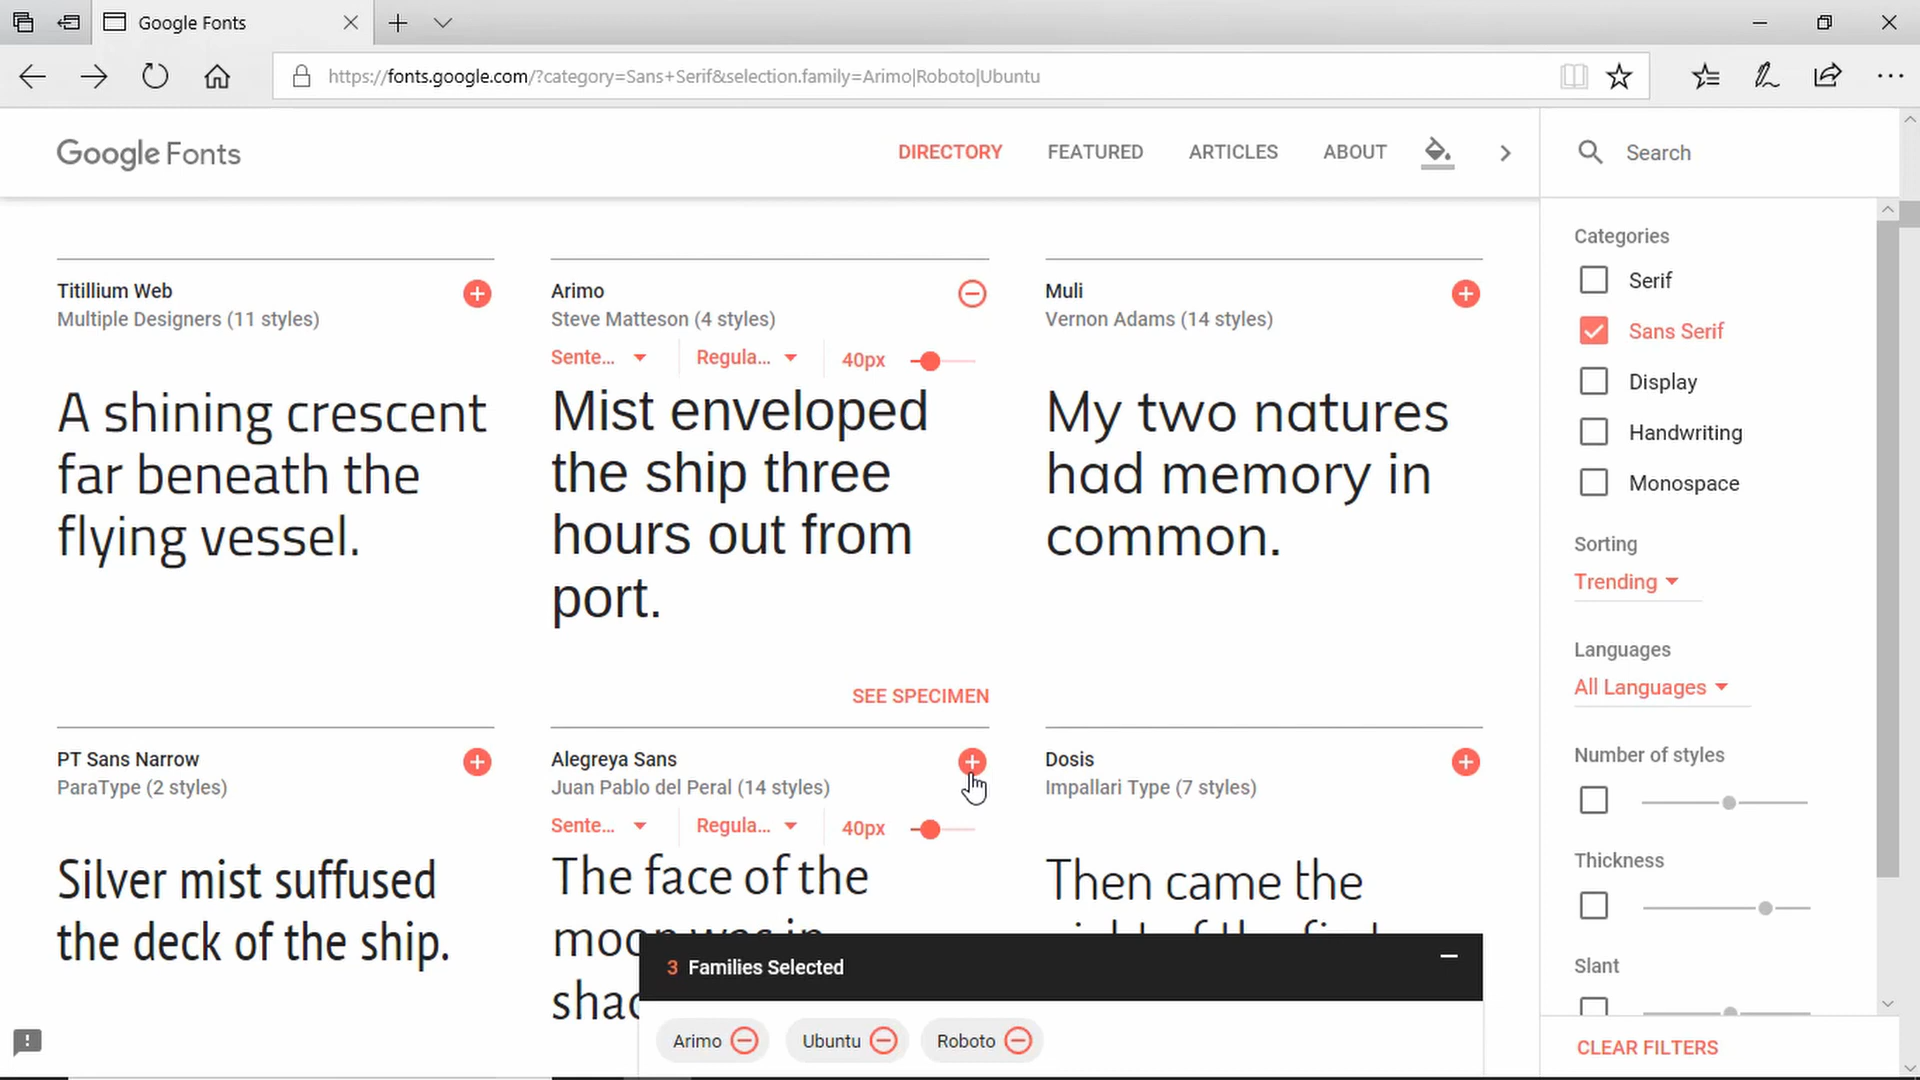 Google Fonts
https://fonts.google.com/?category=Sans+Serif&selection.family=Arimo|Roboto|Ubuntu
Google Fonts
DIRECTORY
FEATURED
ARTICLES
ABOUT
Search
Titillium Web
Multiple Designers (11 styles)
A shining crescent
far beneath the
flying vessel.
Arimo
Steve Matteson (4 styles)
Sente...
Regula...
40px
Mist enveloped
the ship three
hours out from
port.
SEE SPECIMEN
Muli
Vernon Adams (14 styles)
My two natures
had memory in
common.
PT Sans Narrow
ParaType (2 styles)
Silver mist suffused
the deck of the ship.
Alegreya Sans
Juan Pablo del Peral (14 styles)
Sente...
Regula...
40px
The face of the
moon was in
Dosis
Impallari Type (7 styles)
Then came the
3 Families Selected
Arimo
Ubuntu
Roboto
Categories
Serif
Sans Serif
Display
Handwriting
Monospace
Sorting
Trending
Languages
All Languages
Number of styles
Thickness
Slant
CLEAR FILTERS